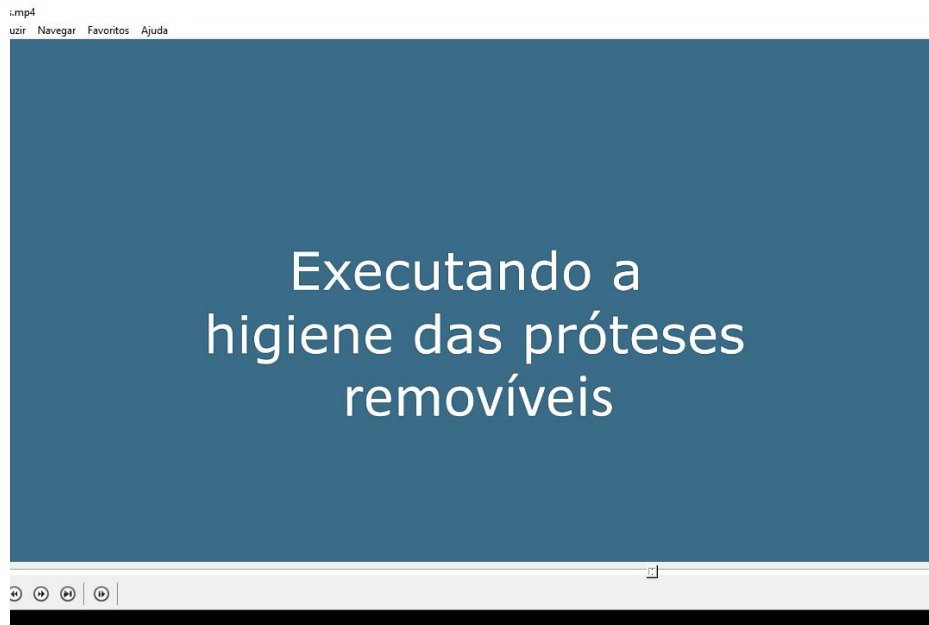 s.mp4
uzir Navegar Favoritos Ajuda
Executando a
higiene das próteses
removíveis